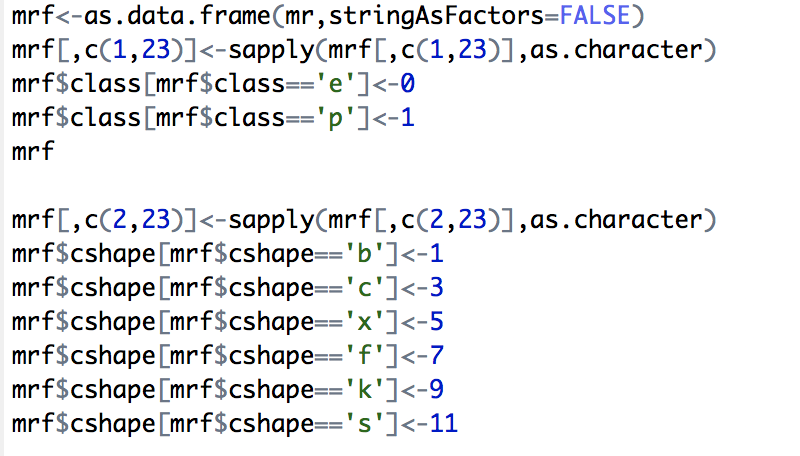 mrf<-as.data.frame(mr,stringAsFactors=FALSE)
mrf[,c(1,23)]<-sapply(mrf[,c(1,23)],as.character)
mrf$class[mrf$class=='e']<-0
mrf$class[mrf$class=='p']<-1
mrf
mrf[,c(2,23)]<-sapply(mrf[,c(2,23)],as.character)
mrf$cshape[mrf$cshape=='b']<-1
mrf$cshape[mrf$cshape=='c']<-3
mrf$cshape[mrf$cshape=='x']<-5
mrf$cshape[mrf$cshape=='f']<-7
mrf$cshape[mrf$cshape=='k']<-9
mrf$cshape[mrf$cshape=='s']<-11